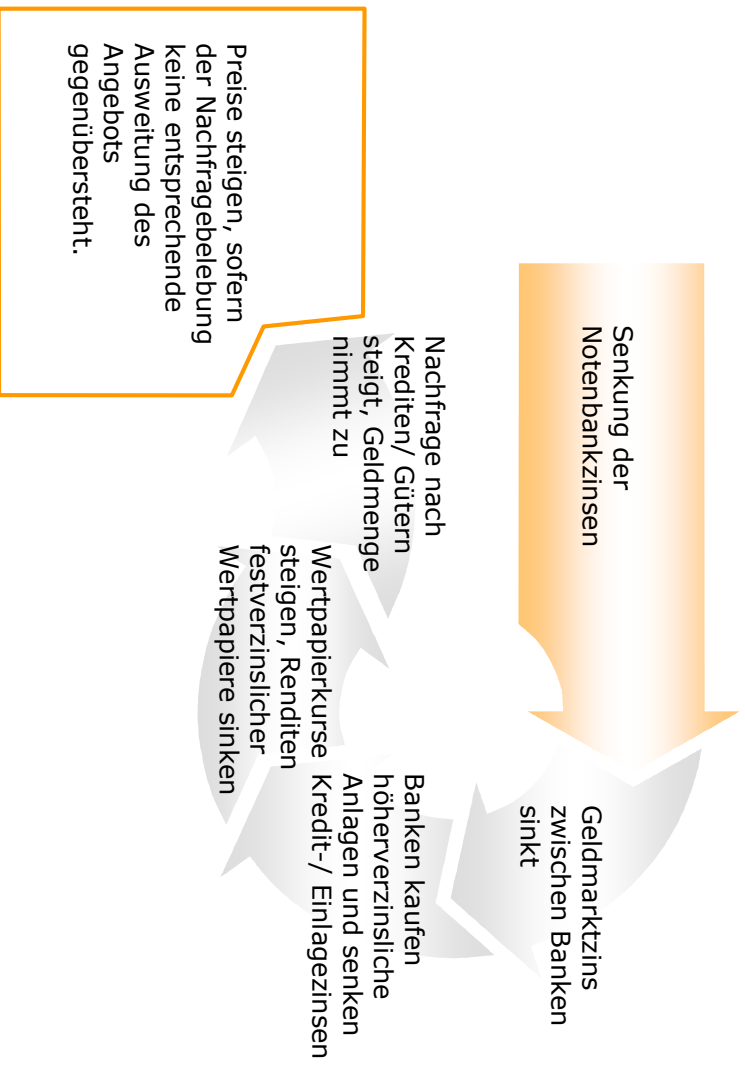 Senkung der
Notenbankzinsen
Geldmarktzins
zwischen Banken
sinkt
Banken kaufen
höherverzinsliche
Anlagen und senken
Kredit-/ Einlagezinsen
Wertpapierkurse
steigen, Renditen
festverzinslicher
Wertpapiere sinken
Nachfrage nach
Krediten/ Gütern
steigt, Geldmenge
nimmt zu
Preise steigen, sofern
der Nachfragebelebung
keine entsprechende
Ausweitung des
Angebots
gegenübersteht.